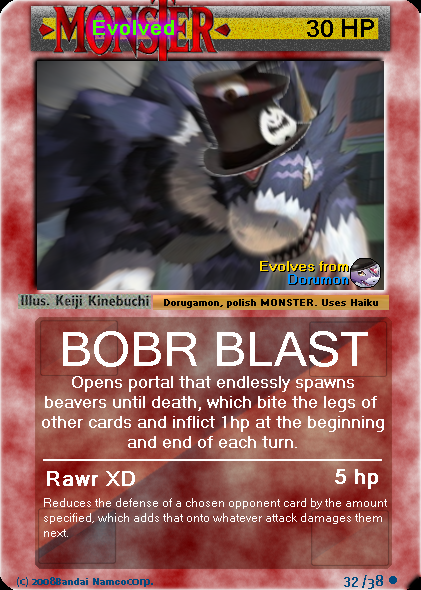 MONSTER
Evolved
30 HP
Evolves from
Dorumon
Illus. Keiji Kinebuchi
Dorugamon, polish MONSTER. Uses Haiku
BOBR BLAST
Opens portal that endlessly spawns
beavers until death, which bite the legs of
other cards and inflict 1hp at the beginning
and end of each turn.
Rawr XD
5 hp
Reduces the defense of a chosen opponent card by the amount
specified, which adds that onto whatever attack damages them
next.
(c) 2008Bandai Namcocorp.
32/38